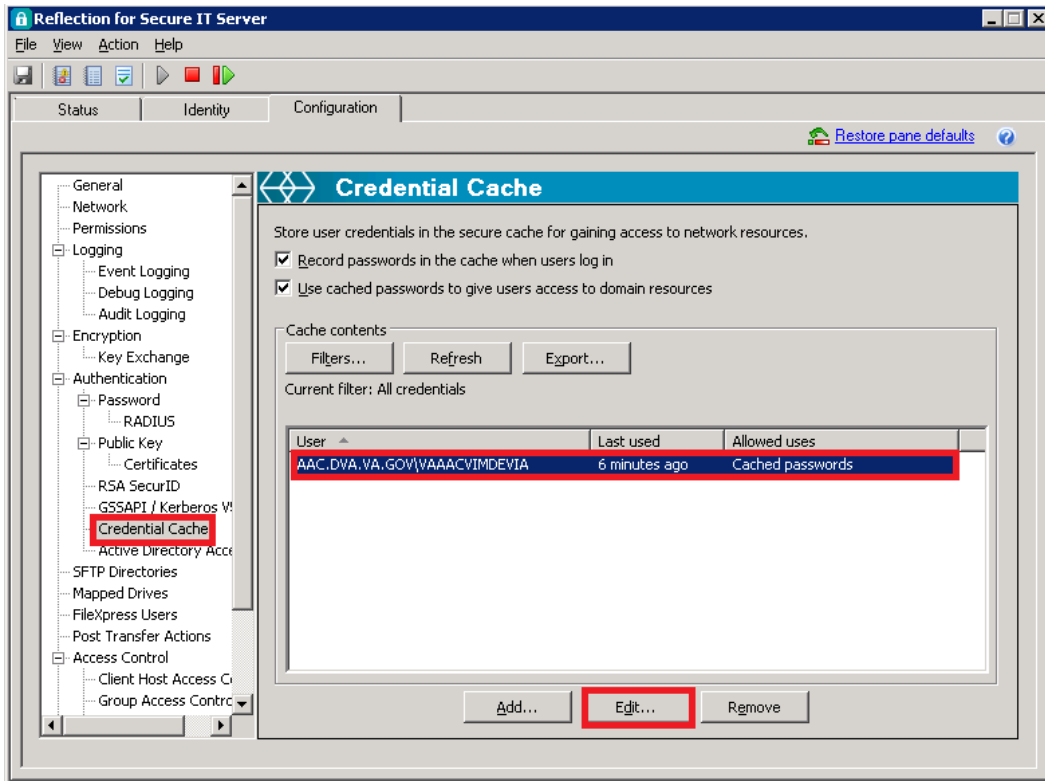 Reflection for Secure IT Server
File View Action Help
Status Identity Configuration
Restore pane defaults
General
Network
Permissions
Logging
Event Logging
Debug Logging
Audit Logging
Encryption
Key Exchange
Authentication
Password
RADIUS
Public Key
Certificates
RSA SecurID
GSSAPI / Kerberos V5
Credential Cache
Active Directory Acce
SFTP Directories
Mapped Drives
FileXpress Users
Post Transfer Actions
Access Control
Client Host Access C
Group Access Contro
Credential Cache
Store user credentials in the secure cache for gaining access to network resources.
Record passwords in the cache when users log in
Use cached passwords to give users access to domain resources
Cache contents
Filters... Refresh Export...
Current filter: All credentials
User Last used Allowed uses
AAC.DVA.VA.GOV\VAAACVIMDEVIA 6 minutes ago Cached passwords
Add... Edit... Remove